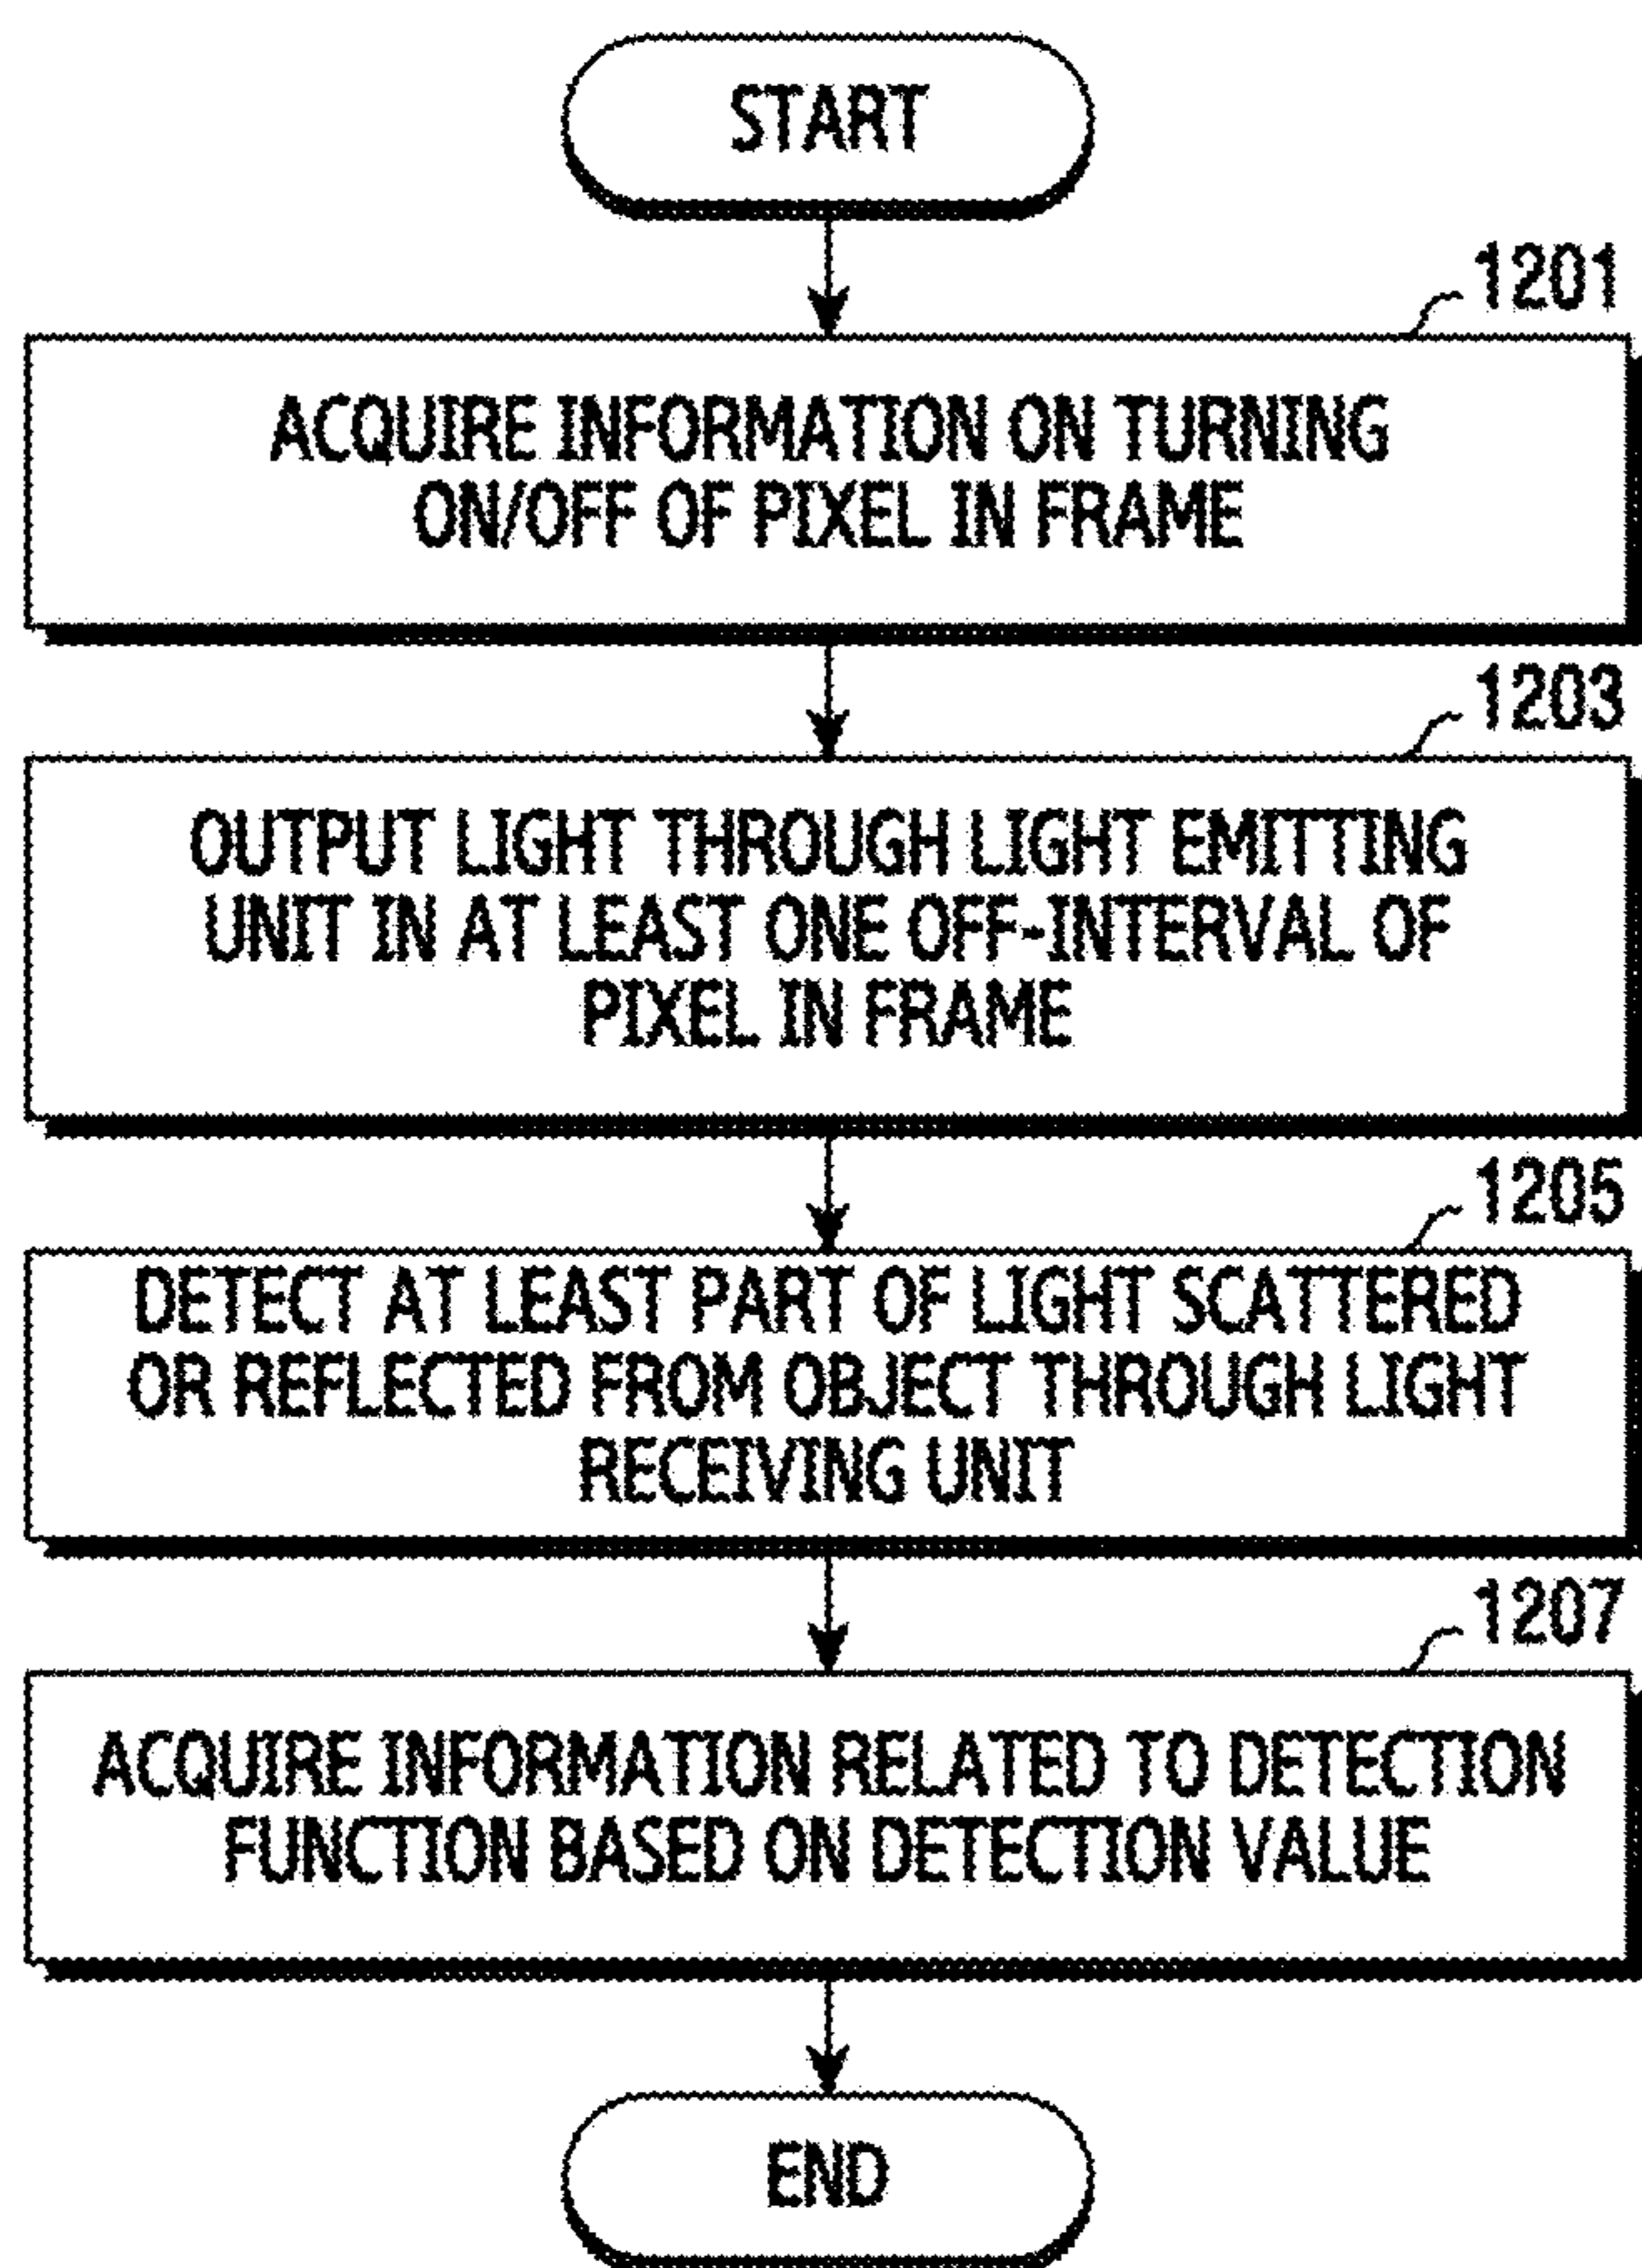 START
1201
ACQUIRE INFORMATION ON TURNING
ON/OFF OF PIXEL IN FRAME
1203
OUTPUT LIGHT THROUGH LIGHT EMITTING
UNIT IN AT LEAST ONE OFF-INTERVAL OF
PIXEL IN FRAME
1205
DETECT AT LEAST PART OF LIGHT SCATTERED
OR REFLECTED FROM OBJECT THROUGH LIGHT
RECEIVING UNIT
1207
ACQUIRE INFORMATION RELATED TO DETECTION
FUNCTION BASED ON DETECTION VALUE
END